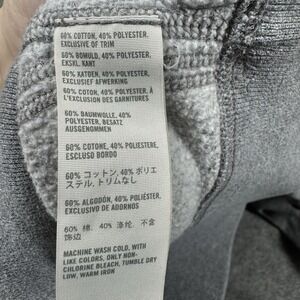 60% COTTON, 40% POLYESTER,
EXCLUSIVE OF TRIM
60% BOMULD, 40% POLYESTER,
EKSKL. KANT
60% KATOEN, 40% POLYESTER,
EXCLUSIEF AFWERKING
60% COTON, 40% POLYESTER, À
L'EXCLUSION DES GARNITURES
60% BAUMWOLLE, 40%
POLYESTER, BESATZ
AUSGENOMMEN
60% COTONE, 40% POLIESTERE,
ESCLUSO BORDO
60% コットン, 40% ポリエ
ステル, トリムなし
60% ALGODÓN, 40% POLIÉSTER,
EXCLUSIVO DE ADORNOS
60% 棉, 40% 涤纶, 不含
饰边
MACHINE WASH COLD, WITH
LIKE COLORS, ONLY NON-
CHLORINE BLEACH, TUMBLE DRY
LOW, WARM IRON